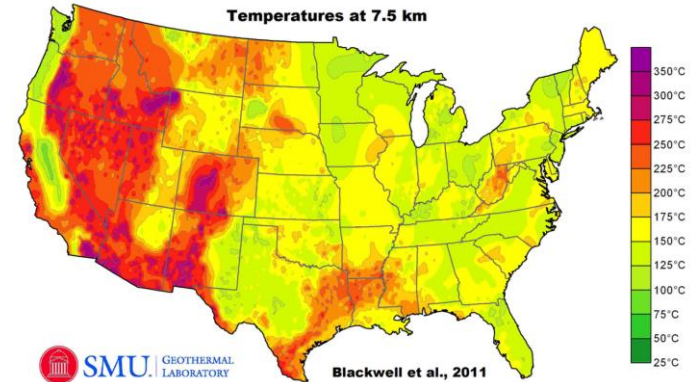 Temperatures at 7.5 km
350°C
300°C
275°C
250°C
225°C
200°C
175°C
150°C
125°C
100°C
75°C
50°C
25°C
SMU. GEOTHERMAL
LABORATORY
Blackwell et al., 2011